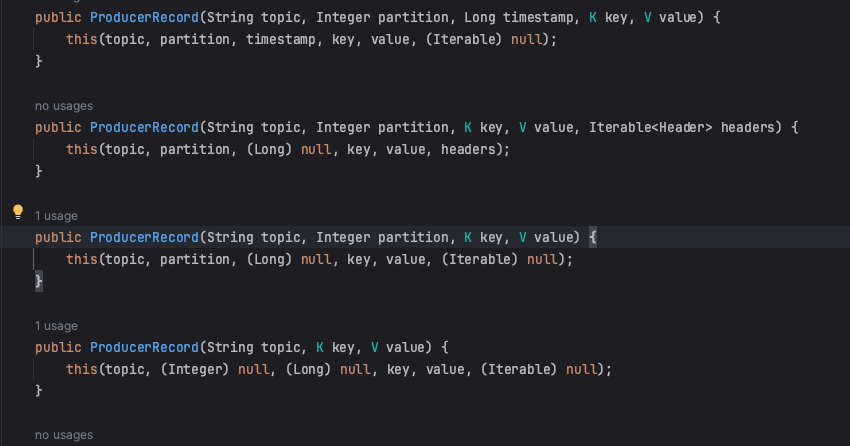 public ProducerRecord(String topic, Integer partition, Long timestamp, K key, V value) {
this(topic, partition, timestamp, key, value, (Iterable) null);
}
no usages
public ProducerRecord(String topic, Integer partition, K key, V value, Iterable<Header> headers) {
this(topic, partition, (Long) null, key, value, headers);
}
1 usage
public ProducerRecord(String topic, Integer partition, K key, V value) {
this(topic, partition, (Long) null, key, value, (Iterable) null);
}
1 usage
public ProducerRecord(String topic, K key, V value) {
this(topic, (Integer) null, (Long) null, key, value, (Iterable) null);
}
no usages